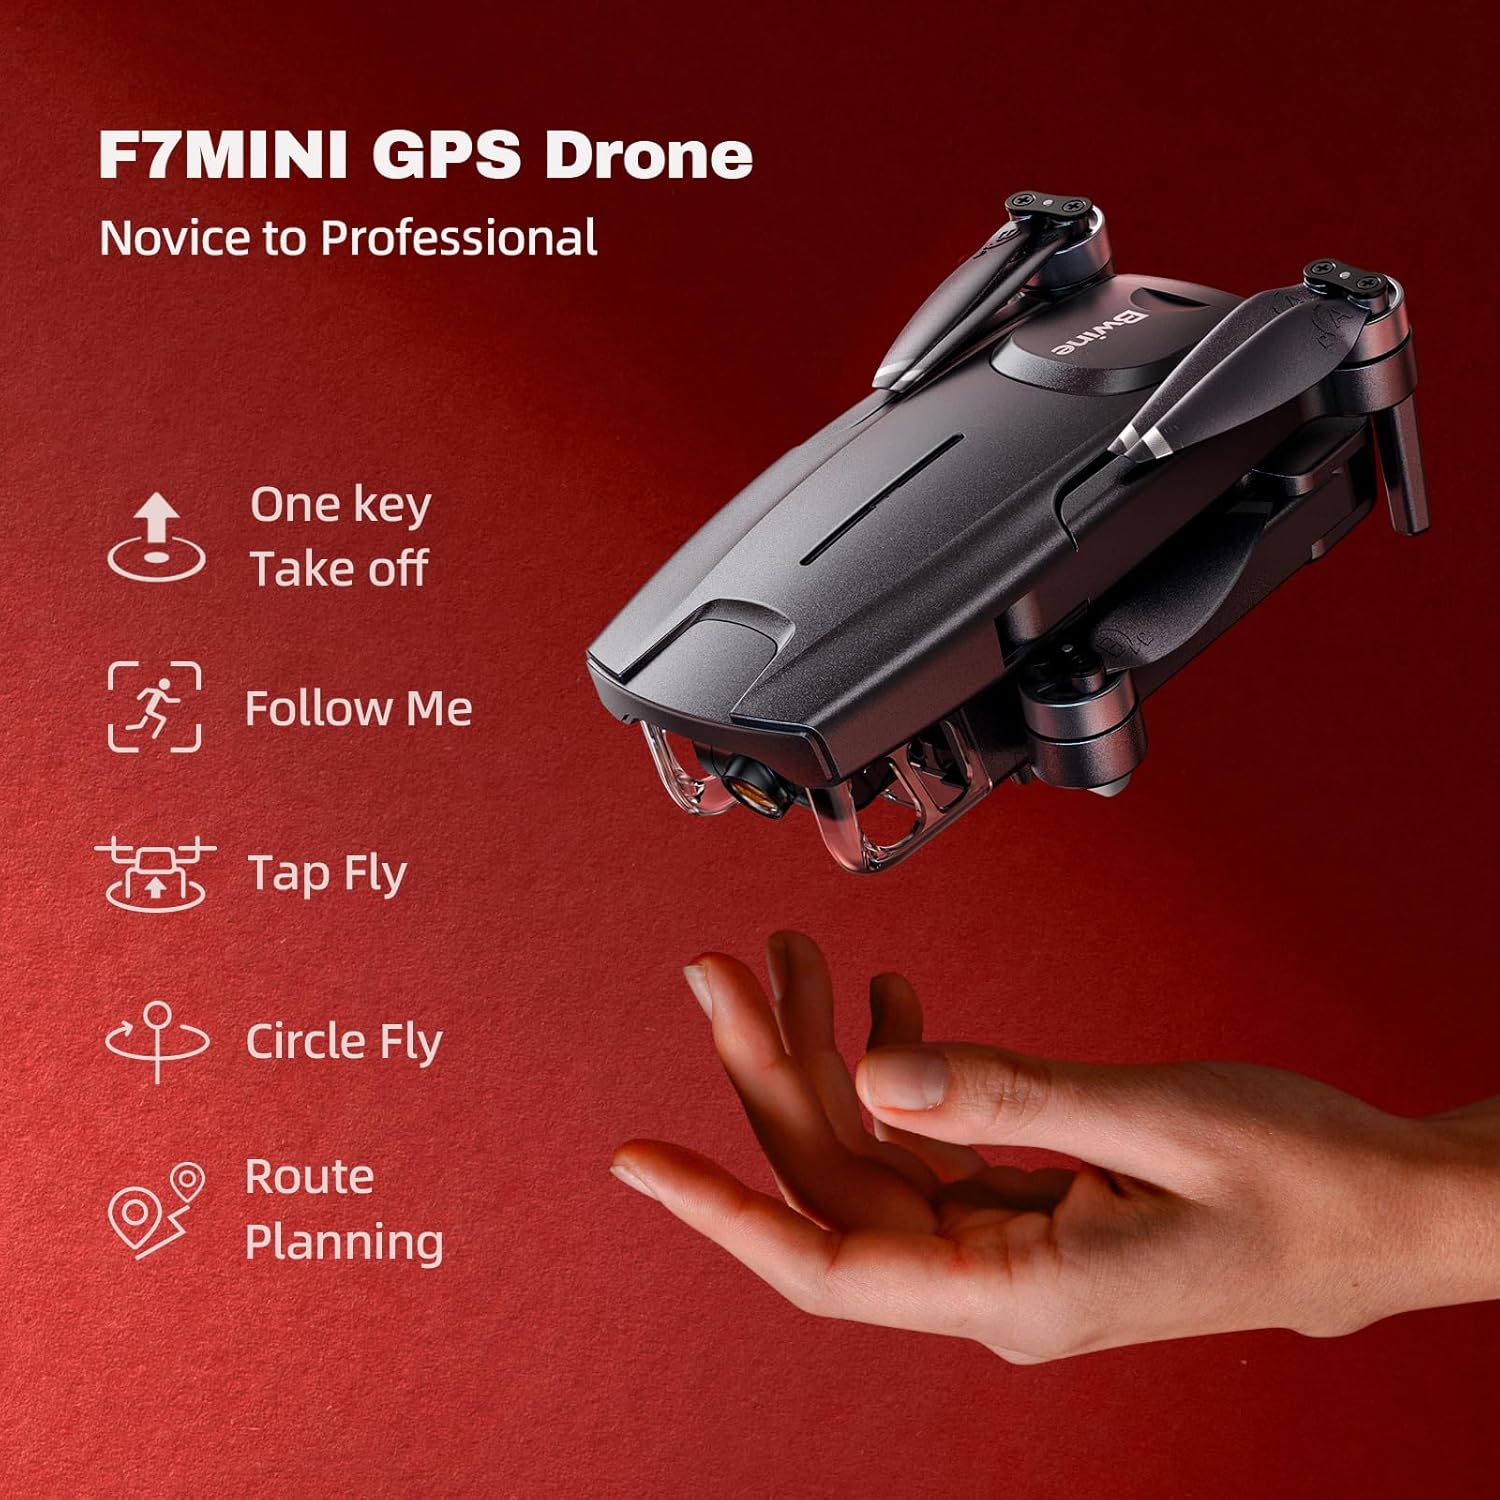 F7MINI GPS Drone
Novice to Professional
Bwine
One key
Take off
Follow Me
Tap Fly
Circle Fly
Route
Planning